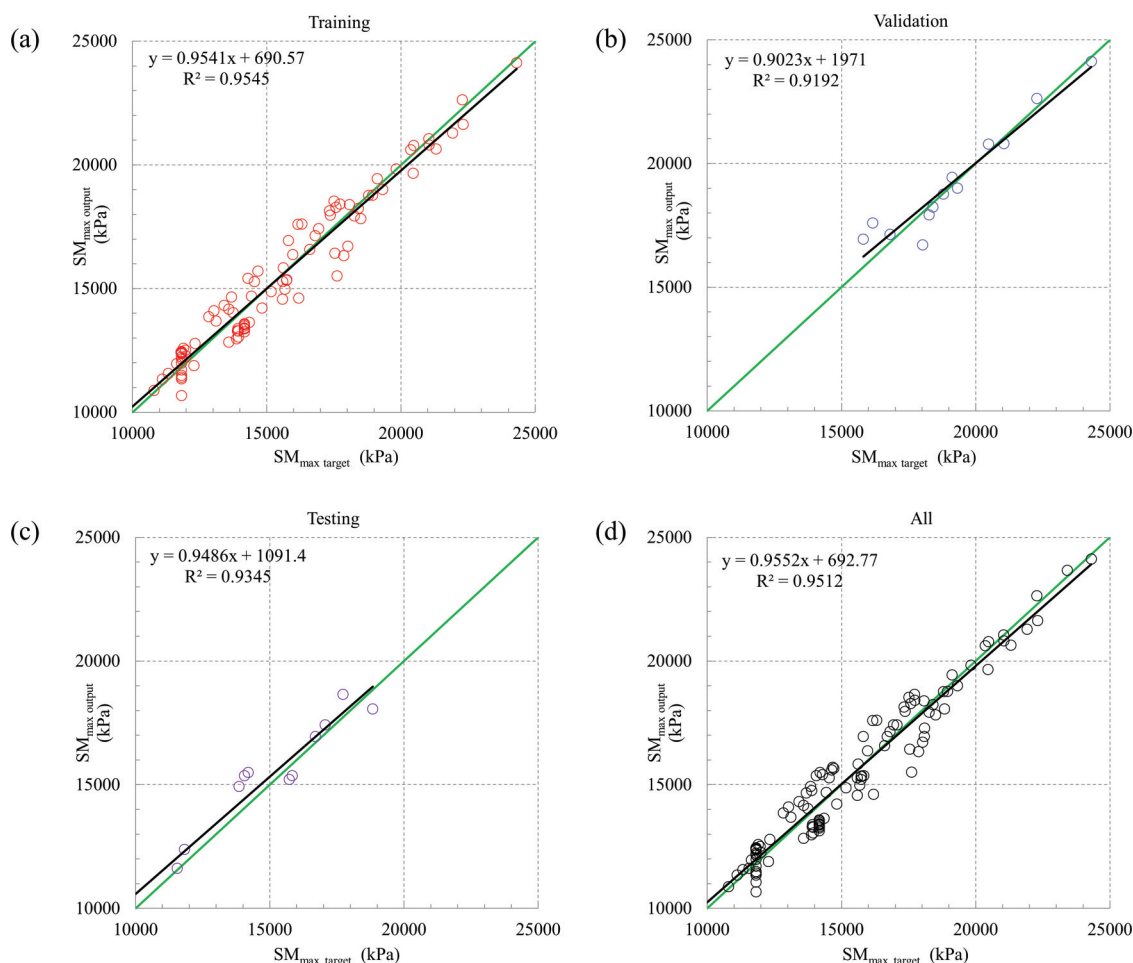 Training
(a)
25000
y = 0.9541x + 690.57
R² = 0.9545
20000
SMmax output
(kPa)
15000
10000
10000 15000 20000 25000
SMmax target (kPa)
Validation
(b)
25000
y = 0.9023x + 1971
R² = 0.9192
20000
SMmax output
(kPa)
15000
10000
10000 15000 20000 25000
SMmax target (kPa)
Testing
(c)
25000
y = 0.9486x + 1091.4
R² = 0.9345
20000
SMmax output
(kPa)
15000
10000
10000 15000 20000 25000
SMmax target (kPa)
All
(d)
25000
y = 0.9552x + 692.77
R² = 0.9512
20000
SMmax output
(kPa)
15000
10000
10000 15000 20000 25000
SMmax target (kPa)